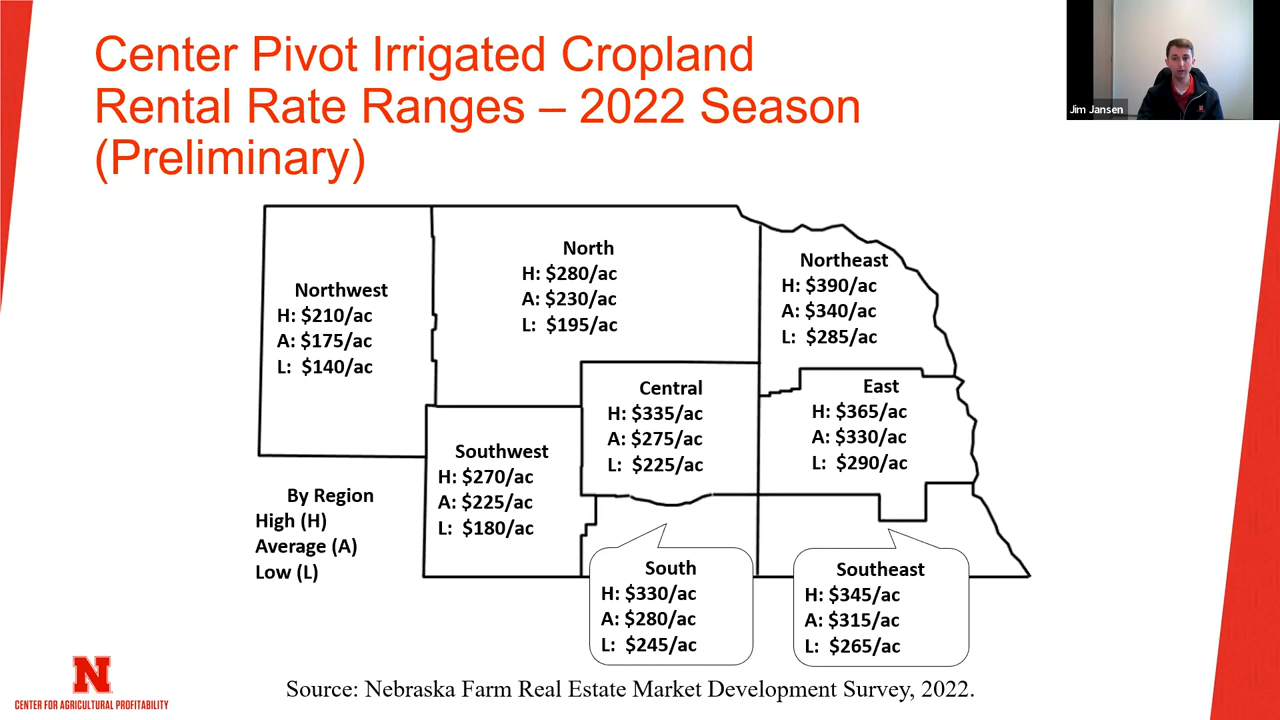 Center Pivot Irrigated Cropland
Rental Rate Ranges – 2022 Season
(Preliminary)
Jim Jansen
North
H: $280/ac
A: $230/ac
L: $195/ac
Northeast
H: $390/ac
A: $340/ac
L: $285/ac
Northwest
H: $210/ac
A: $175/ac
L: $140/ac
Central
H: $335/ac
A: $275/ac
L: $225/ac
East
H: $365/ac
A: $330/ac
L: $290/ac
Southwest
H: $270/ac
A: $225/ac
L: $180/ac
By Region
High (H)
Average (A)
Low (L)
South
H: $330/ac
A: $280/ac
L: $245/ac
Southeast
H: $345/ac
A: $315/ac
L: $265/ac
N
CENTER FOR AGRICULTURAL PROFITABILITY
Source: Nebraska Farm Real Estate Market Development Survey, 2022.